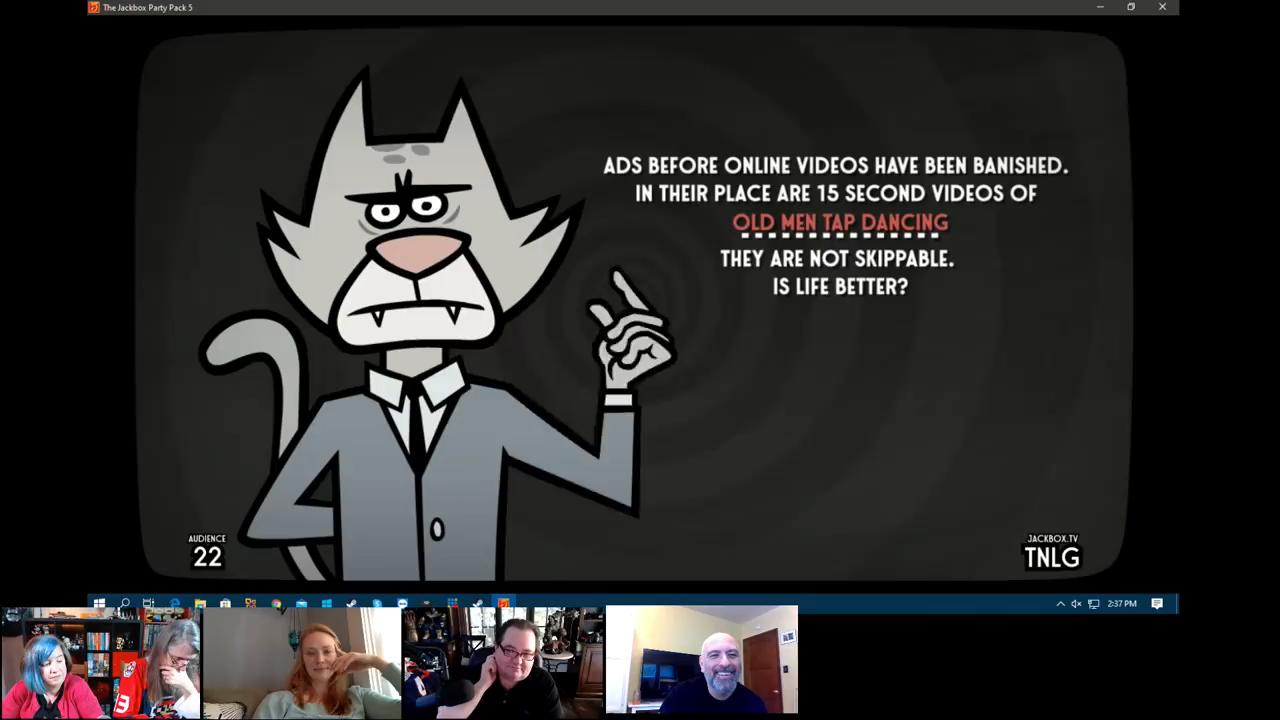 The Jackbox Party Pack 5
ADS BEFORE ONLINE VIDEOS HAVE BEEN BANISHED.
IN THEIR PLACE ARE 15 SECOND VIDEOS OF
OLD MEN TAP DANCING
THEY ARE NOT SKIPPABLE.
IS LIFE BETTER?
AUDIENCE
22
JACKBOX.TV
TNLG
2:37 PM